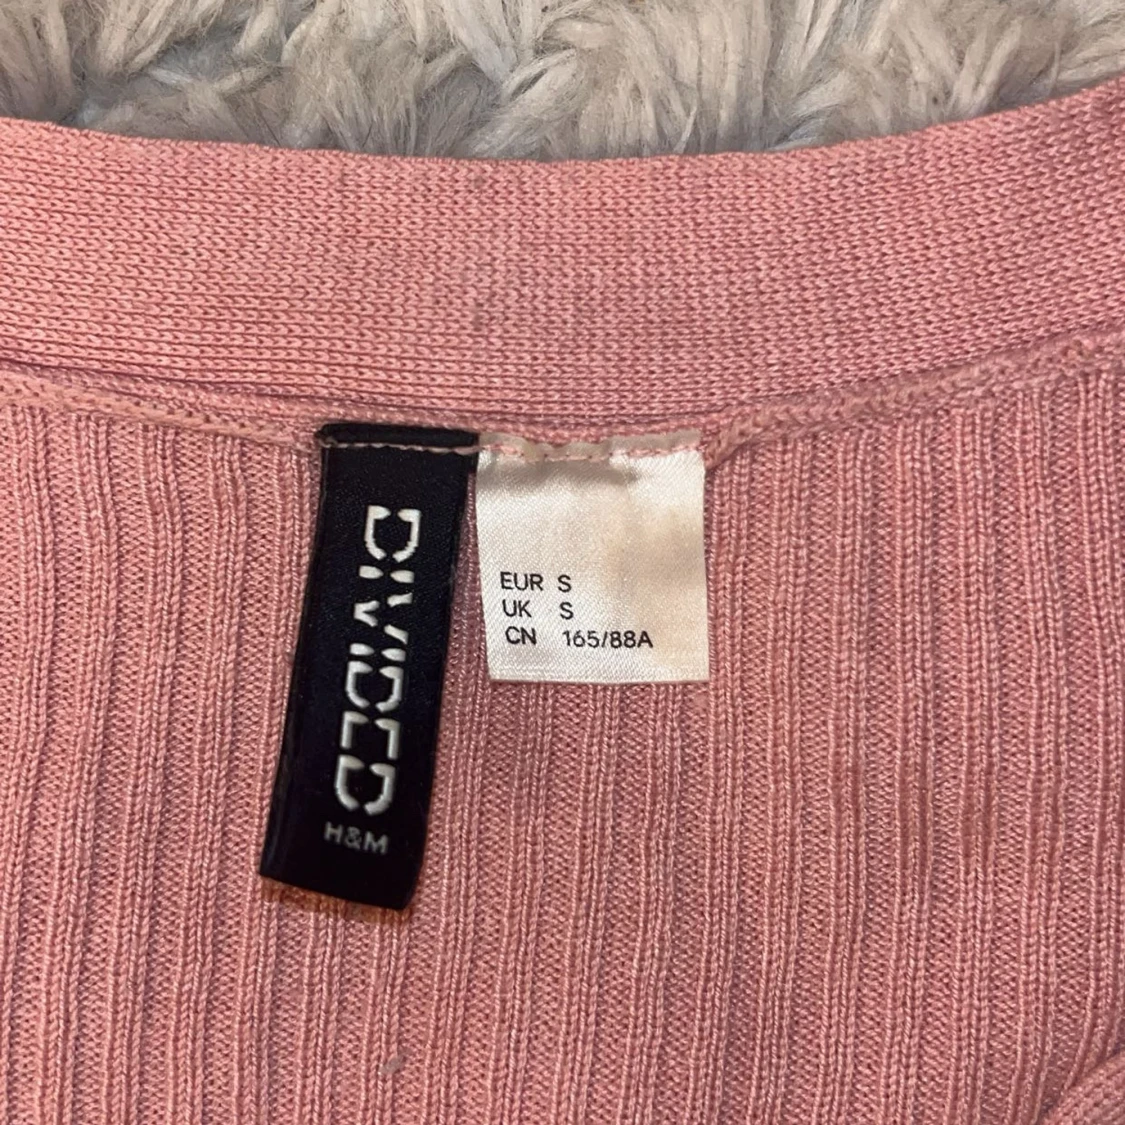 DIVIDED
H&M
EUR S
UK S
CN 165/88A